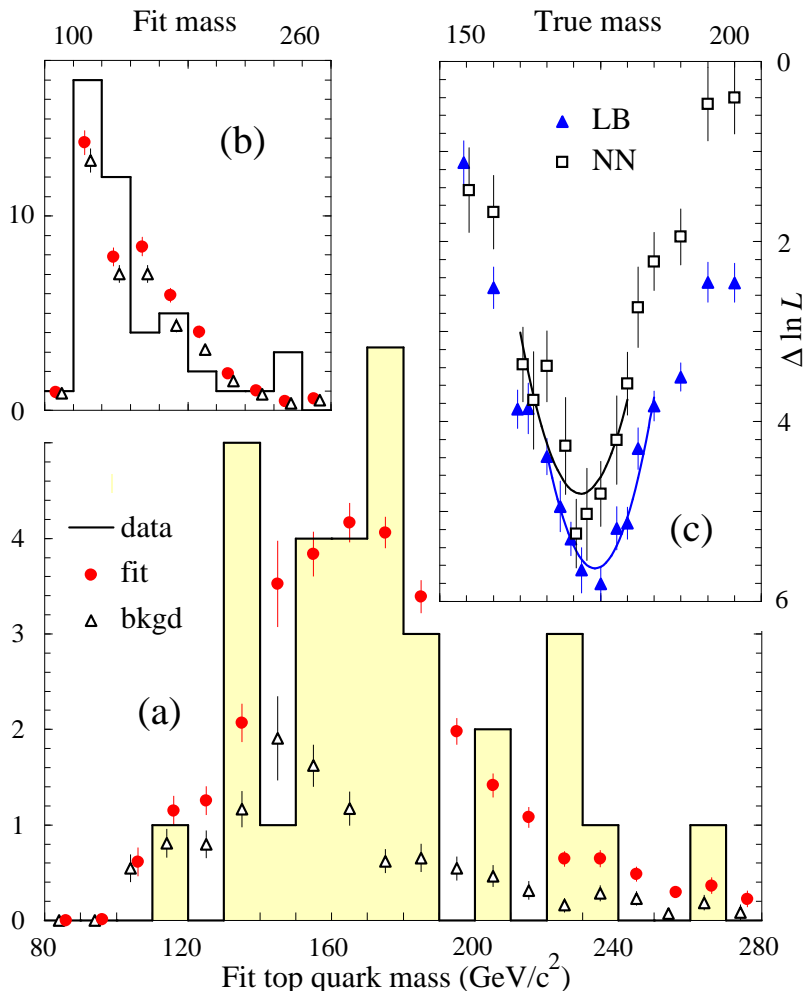 Fit mass
True mass
100
260
150
200
0
(b)
LB
NN
10
2
Δ ln L
4
0
6
(c)
4
data
fit
bkgd
3
(a)
2
1
0
80
120
160
200
240
280
Fit top quark mass (GeV/c²)